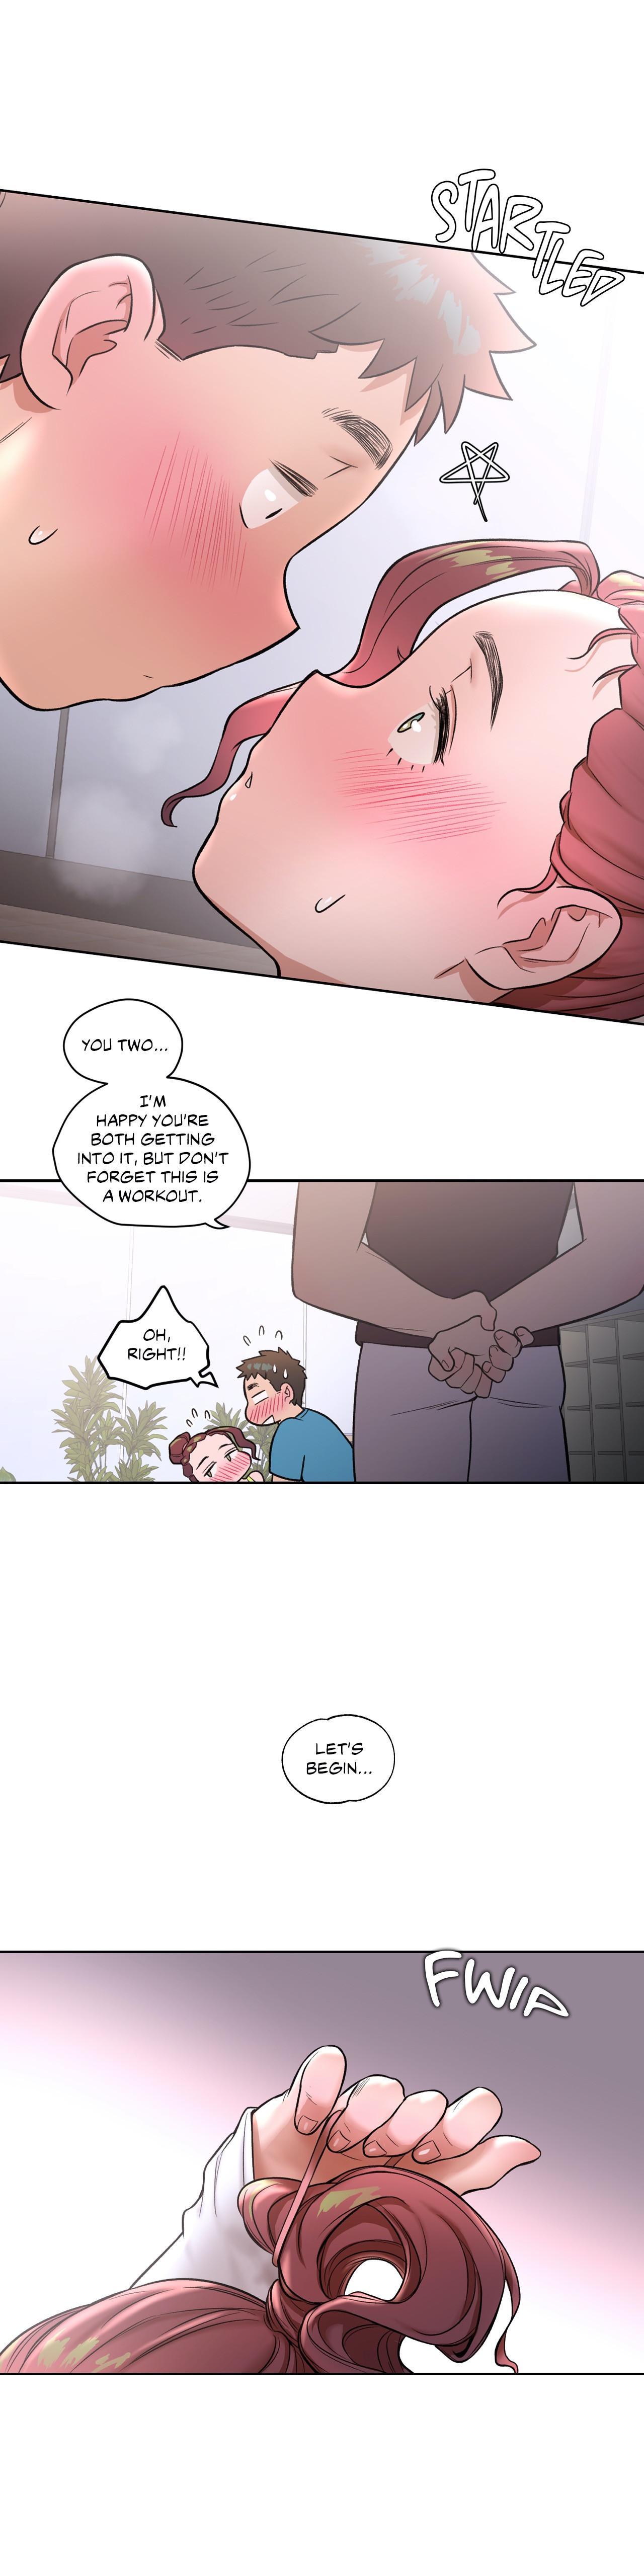 STARTLED
YOU TWO...
I'M
HAPPY YOU'RE
BOTH GETTING
INTO IT, BUT DON'T
FORGET THIS IS
A WORKOUT.
OH,
RIGHT!!
LET'S
BEGIN...
FWIP